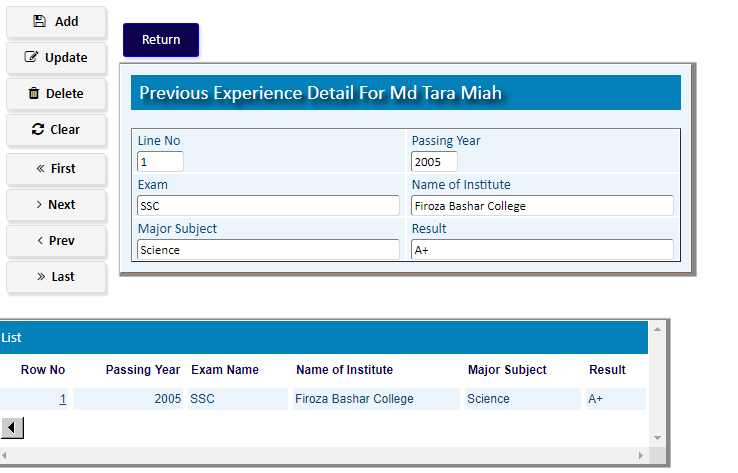 Add
Update
Delete
Clear
First
Next
Prev
Last
Return
Previous Experience Detail For Md Tara Miah
Line No Passing Year
1 2005
Exam Name of Institute
SSC Firoza Bashar College
Major Subject Result
Science A+
List
Row No Passing Year Exam Name Name of Institute Major Subject Result
1 2005 SSC Firoza Bashar College Science A+